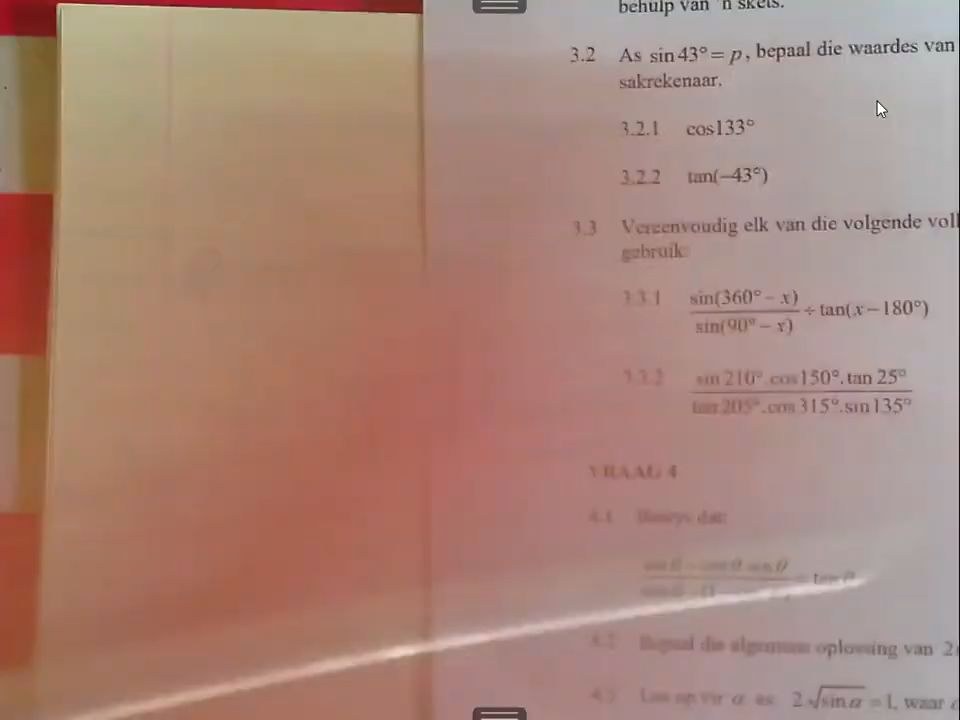 behulp van 'n skets.
3.2 As sin 43° = p, bepaal die waardes van
sakrekenaar.
3.2.1 cos133°
3.2.2 tan(−43°)
3.3 Vereenvoudig elk van die volgende
gebruik
3.3.1 sin(360° − x) / sin(90° − x) ÷ tan(x − 180°)
3.3.2 sin 210°.cos150°.tan 25° / tan 205°.cos 315°.sin135°
VRAAG 4
4.1 Bewys dat:
4.2 Bepaal die algemene oplossing van 2
4.3 Los op vir α as 2√sin α = 1, waar